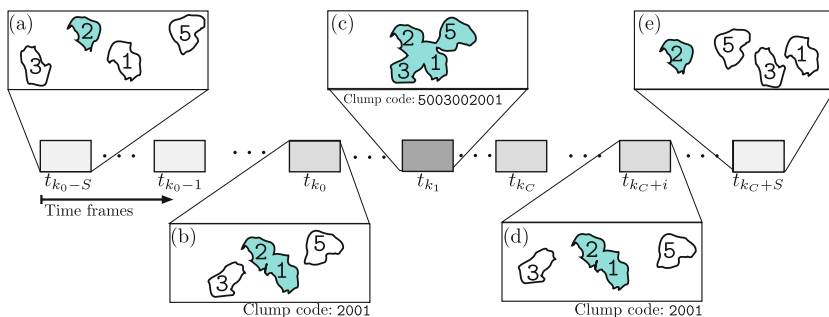 (a) 2 5 3 1
(c) 2 5 3 1
Clump code: 5003002001
(e) 2 5 3 1
t_{k_0-S} ... t_{k_0-1} ... t_{k_0} ... t_{k_1} ... t_{k_C} ... t_{k_C+i} ... t_{k_C+S}
Time frames
(b) 2 5 1 3
Clump code: 2001
(d) 2 5 1 3
Clump code: 2001